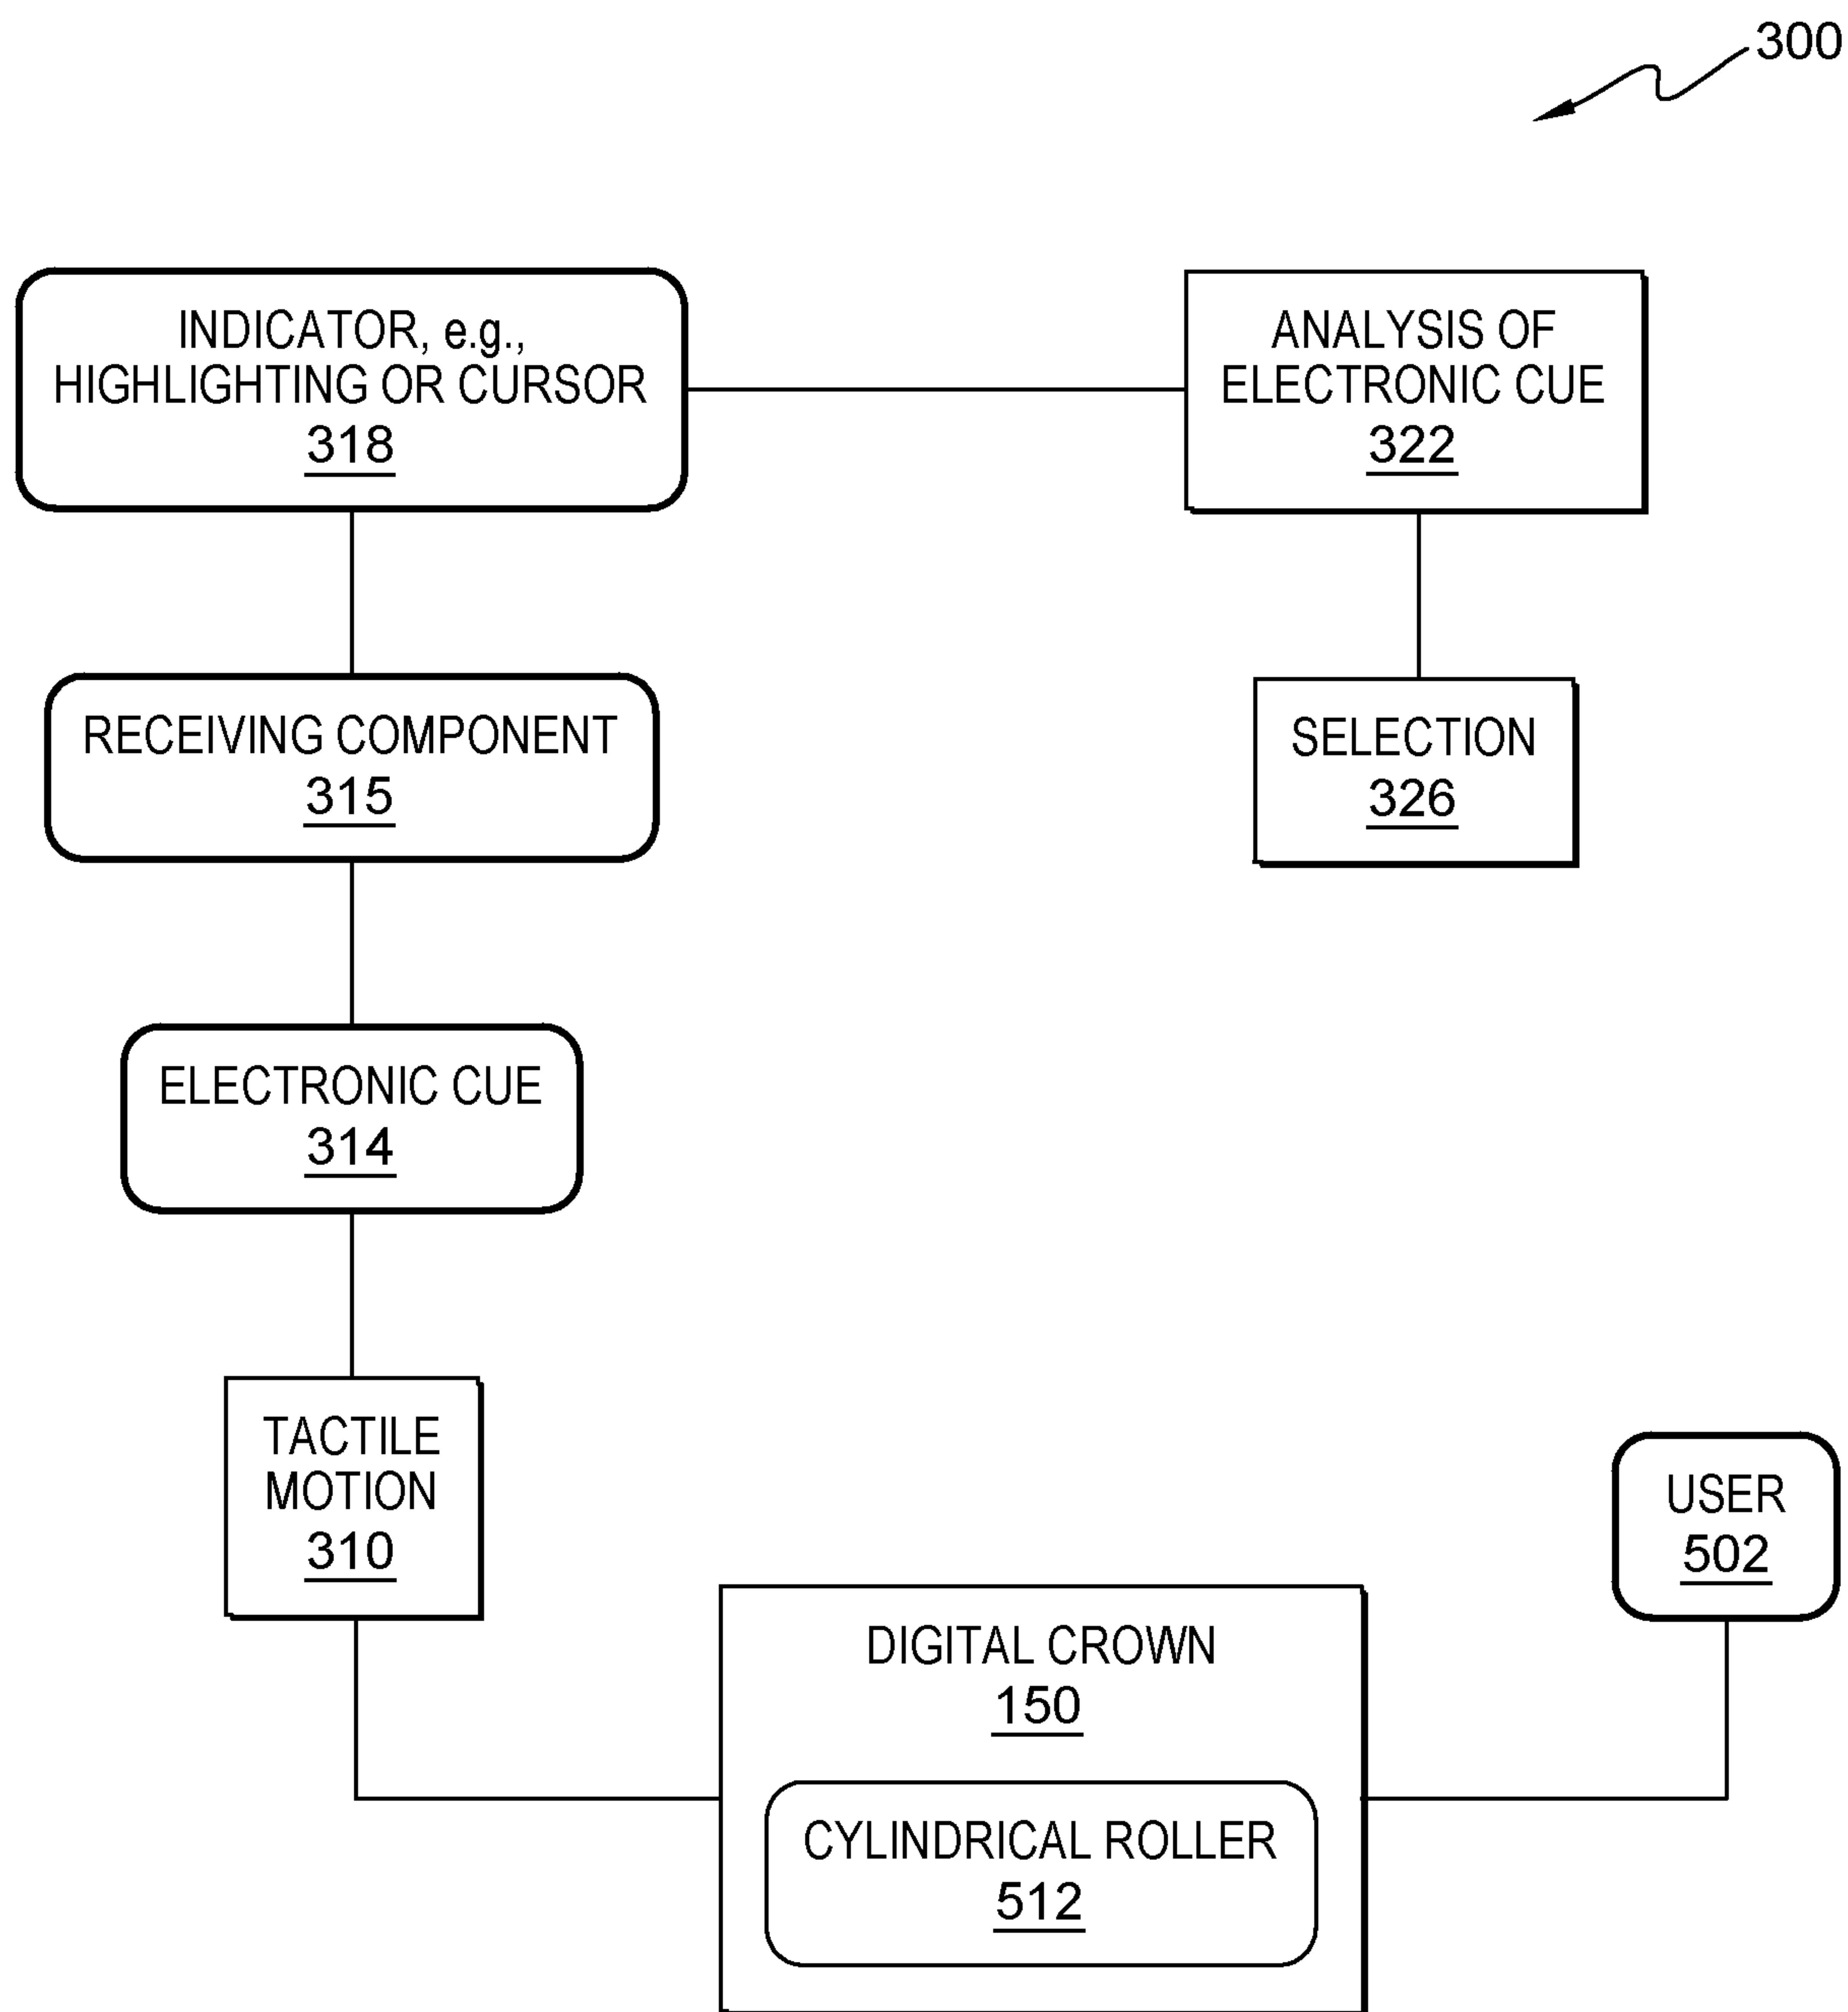 300
INDICATOR, e.g.,
HIGHLIGHTING OR CURSOR
318
ANALYSIS OF
ELECTRONIC CUE
322
RECEIVING COMPONENT
315
SELECTION
326
ELECTRONIC CUE
314
TACTILE
MOTION
310
USER
502
DIGITAL CROWN
150
CYLINDRICAL ROLLER
512